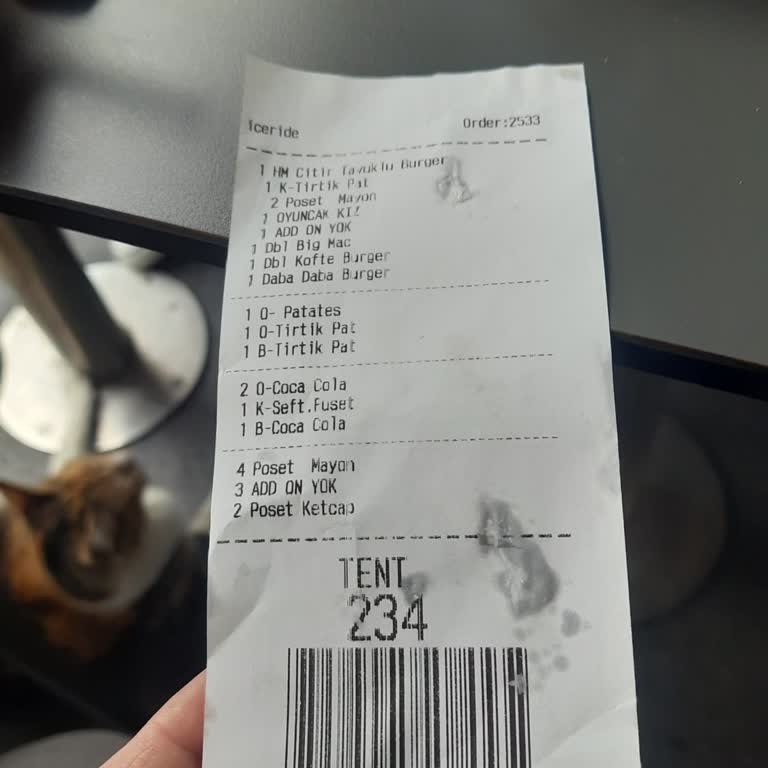 Iceride Order:2533
1 HM Citir Tavuklu Burger
1 K-Tirtik Pat
2 Poset Mayon
1 OYUNCAK KIZ
1 ADD ON YOK
1 Dbl Big Mac
1 Dbl Kofte Burger
1 Daba Daba Burger
1 O- Patates
1 O-Tirtik Pat
1 B-Tirtik Pat
2 O-Coca Cola
1 K-Seft.Fuset
1 B-Coca Cola
4 Poset Mayon
3 ADD ON YOK
2 Poset Ketcap
TENT
234